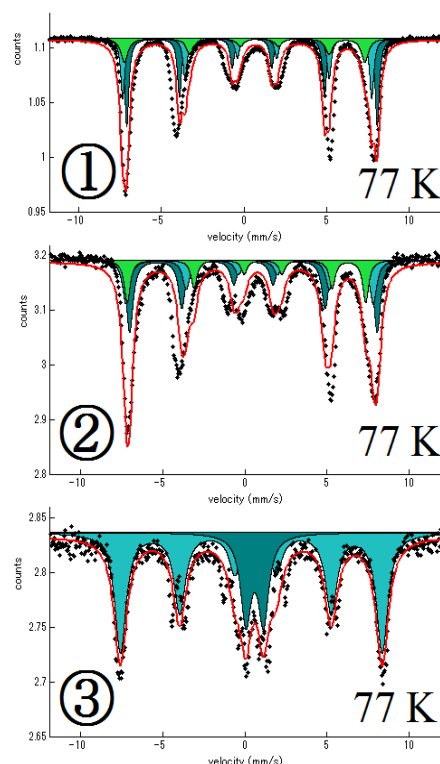 1.1
counts
1.05
1
0.95
① 77 K
−10 −5 0 5 10
velocity (mm/s)
3.2
3.1
counts
3
2.9
2.8
② 77 K
−10 −5 0 5 10
velocity (mm/s)
2.85
2.8
counts
2.75
2.7
2.65
③ 77 K
−10 −5 0 5 10
velocity (mm/s)